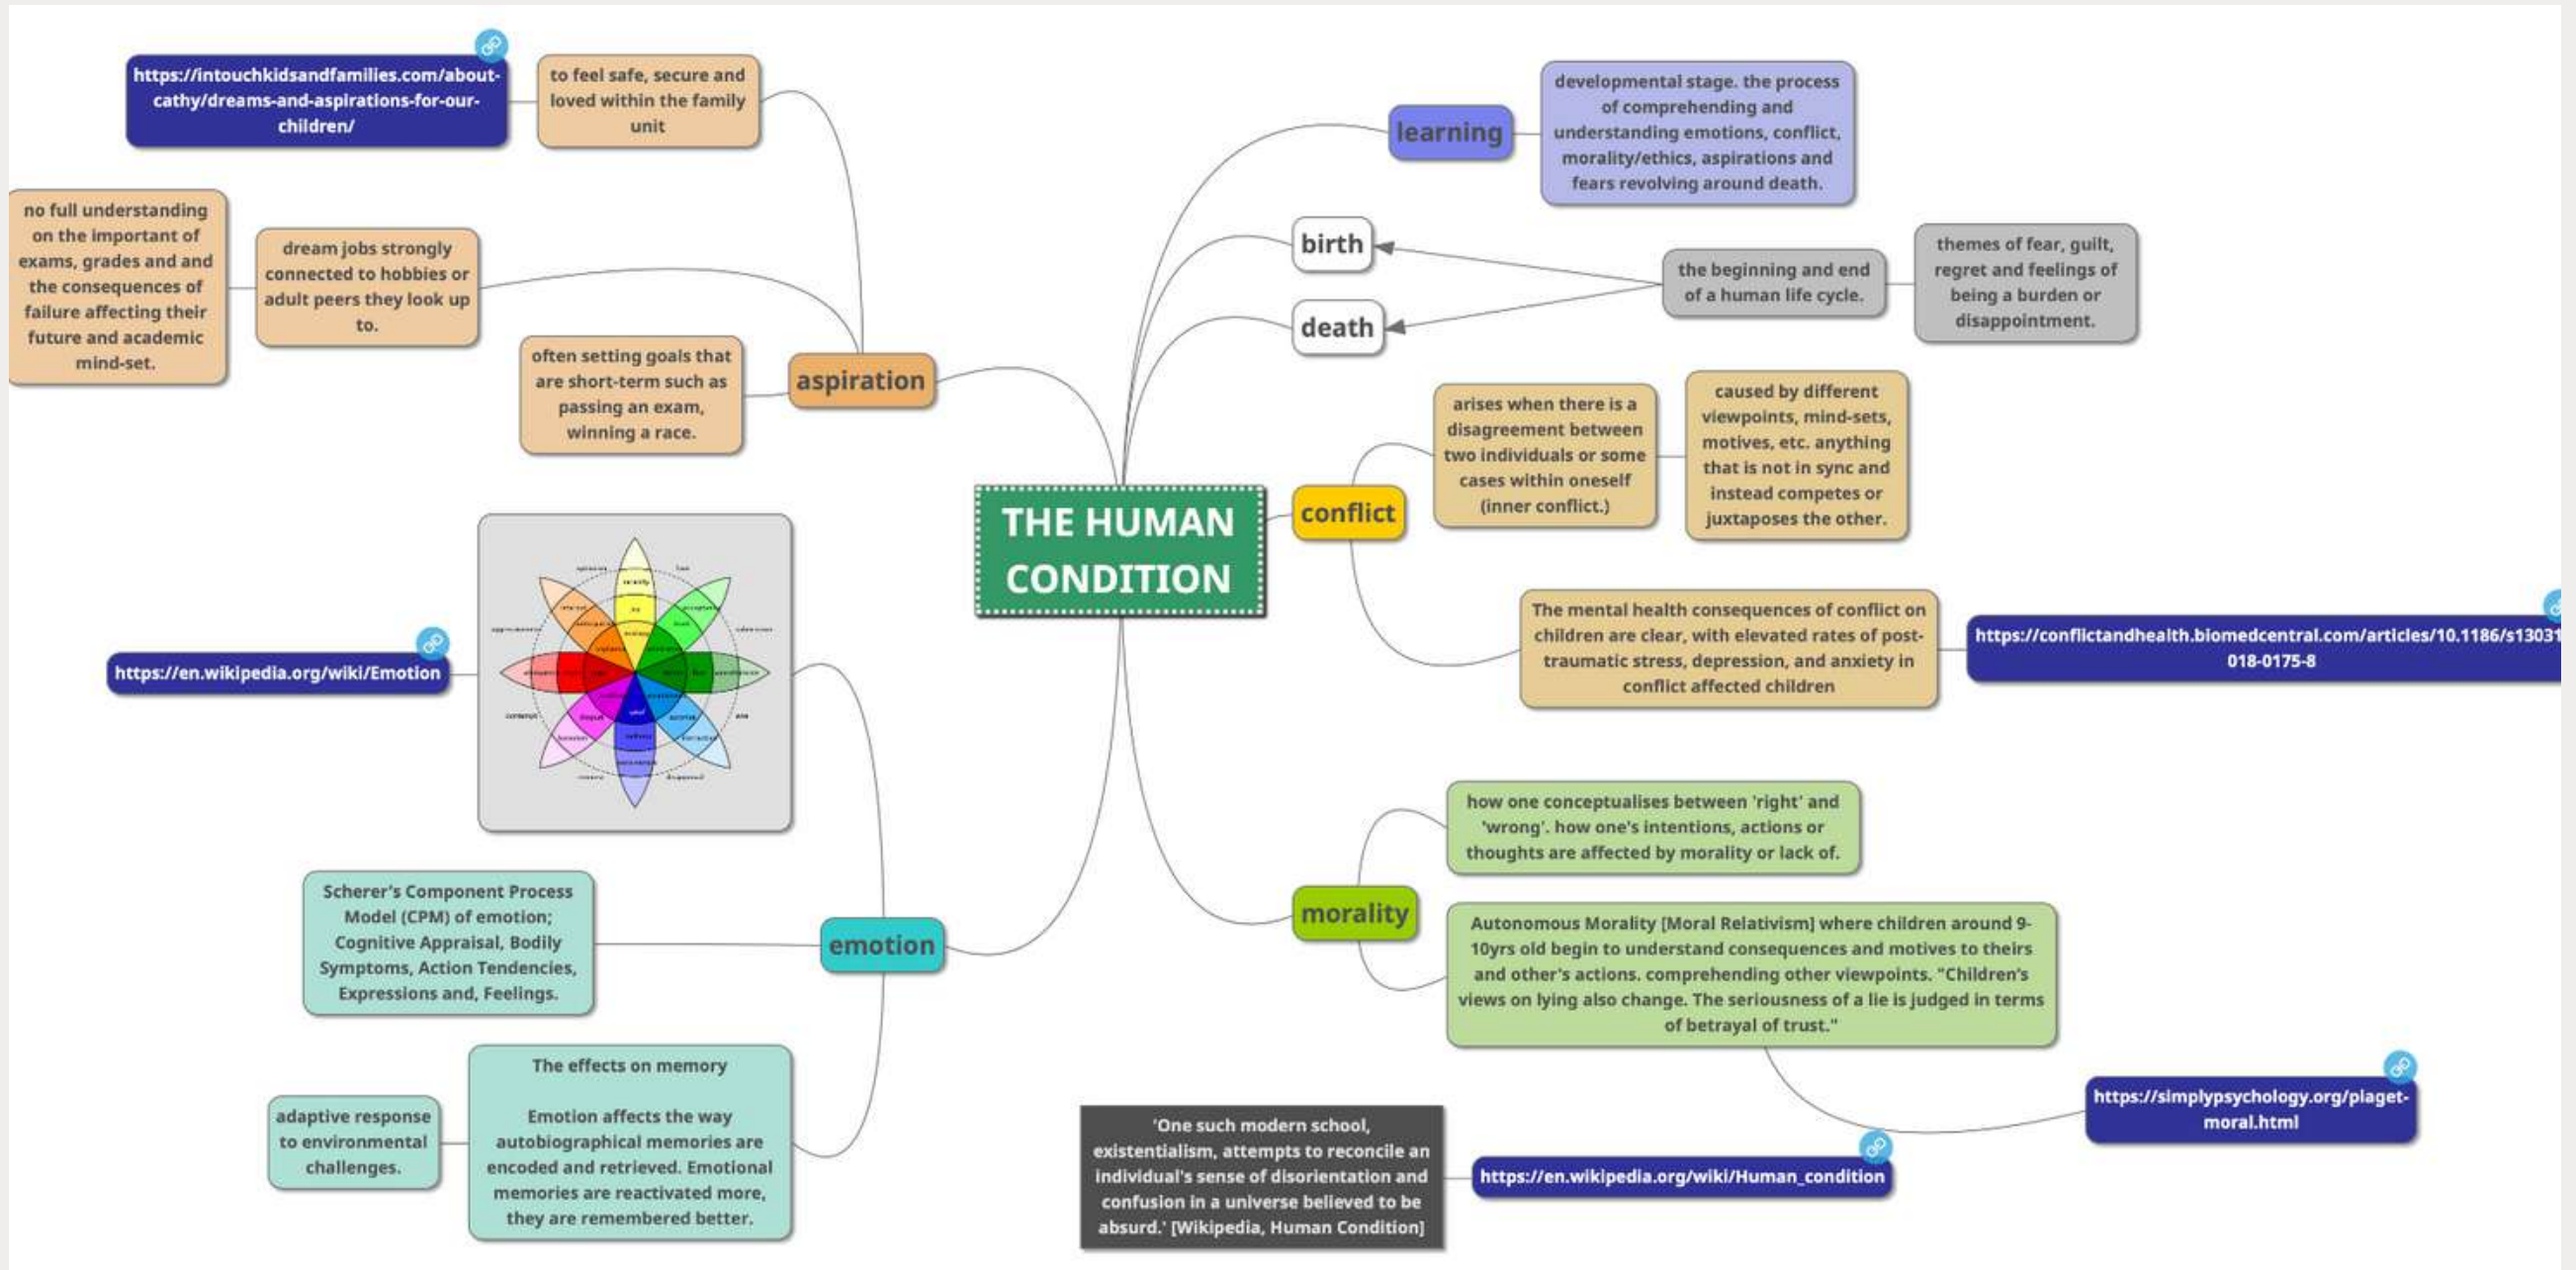 https://intouchkidsandfamilies.com/about-
cathy/dreams-and-aspirations-for-our-
children/
to feel safe, secure and
loved within the family
unit
no full understanding
on the important of
exams, grades and and
the consequences of
failure affecting their
future and academic
mind-set.
dream jobs strongly
connected to hobbies or
adult peers they look up
to.
often setting goals that
are short-term such as
passing an exam,
winning a race.
aspiration
learning
developmental stage. the process
of comprehending and
understanding emotions, conflict,
morality/ethics, aspirations and
fears revolving around death.
birth
death
the beginning and end
of a human life cycle.
themes of fear, guilt,
regret and feelings of
being a burden or
disappointment.
THE HUMAN
CONDITION
conflict
arises when there is a
disagreement between
two individuals or some
cases within oneself
(inner conflict.)
caused by different
viewpoints, mind-sets,
motives, etc. anything
that is not in sync and
instead competes or
juxtaposes the other.
The mental health consequences of conflict on
children are clear, with elevated rates of post-
traumatic stress, depression, and anxiety in
conflict affected children
https://conflictandhealth.biomedcentral.com/articles/10.1186/s13031
018-0175-8
https://en.wikipedia.org/wiki/Emotion
Scherer's Component Process
Model (CPM) of emotion;
Cognitive Appraisal, Bodily
Symptoms, Action Tendencies,
Expressions and, Feelings.
emotion
The effects on memory
Emotion affects the way
autobiographical memories are
encoded and retrieved. Emotional
memories are reactivated more,
they are remembered better.
adaptive response
to environmental
challenges.
morality
how one conceptualises between 'right' and
'wrong'. how one's intentions, actions or
thoughts are affected by morality or lack of.
Autonomous Morality [Moral Relativism] where children around 9-
10yrs old begin to understand consequences and motives to theirs
and other's actions. comprehending other viewpoints. "Children's
views on lying also change. The seriousness of a lie is judged in terms
of betrayal of trust."
https://simplypsychology.org/piaget-
moral.html
'One such modern school,
existentialism, attempts to reconcile an
individual's sense of disorientation and
confusion in a universe believed to be
absurd.' [Wikipedia, Human Condition]
https://en.wikipedia.org/wiki/Human_condition